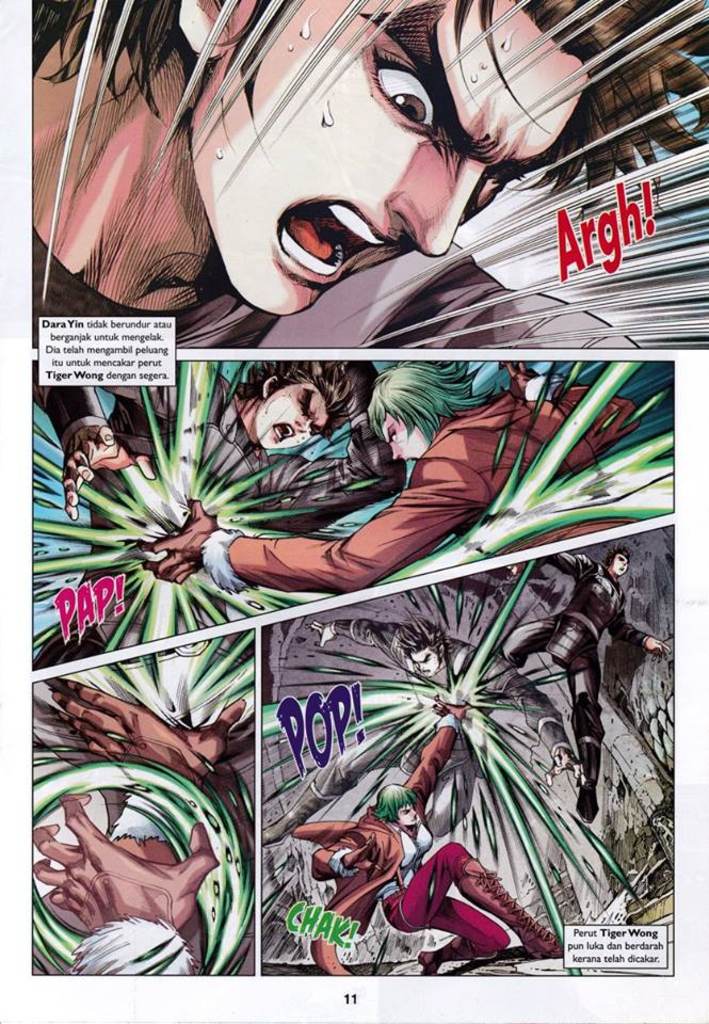 Argh!
Dara Yin tidak berundur atau
berganjak untuk mengelak.
Dia telah mengambil peluang
itu untuk mencakar perut
Tiger Wong dengan segera.
PAP!
POP!
CHAK!
Perut Tiger Wong
pun luka dan berdarah
kerana telah dicakar.
11